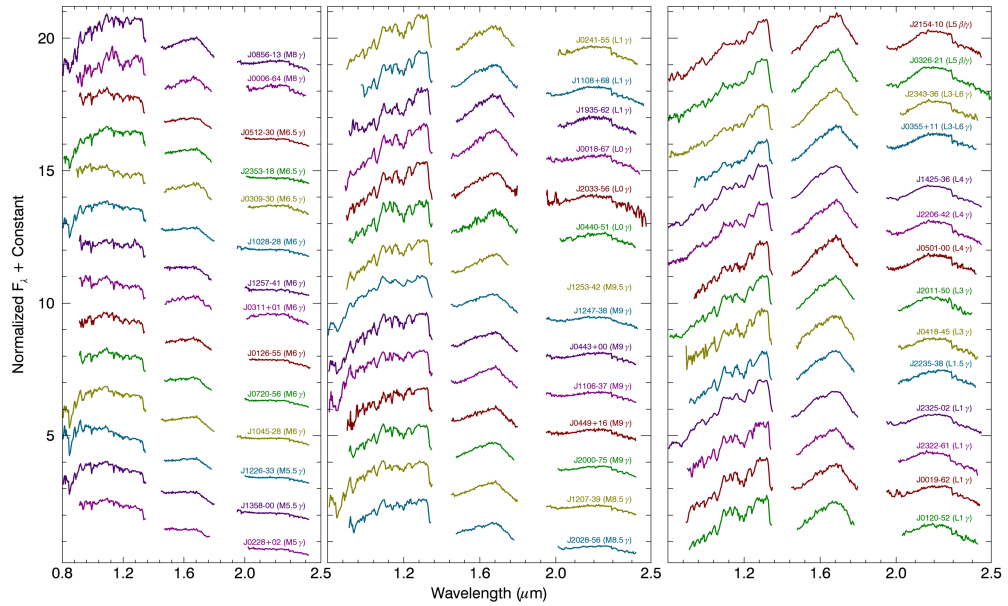 Normalized Fλ + Constant
20
15
10
5
J0856-13 (M8 γ)
J0006-64 (M8 γ)
J0512-30 (M6.5 γ)
J2353-18 (M6.5 γ)
J0309-30 (M6.5 γ)
J1028-28 (M6 γ)
J1257-41 (M6 γ)
J0311+01 (M6 γ)
J0126-55 (M6 γ)
J0720-56 (M6 γ)
J1045-28 (M6 γ)
J1226-33 (M5.5 γ)
J1358-00 (M5.5 γ)
J0228+02 (M5 γ)
J0241-55 (L1 γ)
J1108+68 (L1 γ)
J1935-62 (L1 γ)
J0018-67 (L0 γ)
J2033-56 (L0 γ)
J0440-51 (L0 γ)
J1253-42 (M9.5 γ)
J1247-38 (M9 γ)
J0443+00 (M9 γ)
J1106-37 (M9 γ)
J0449+16 (M9 γ)
J2000-75 (M9 γ)
J1207-39 (M8.5 γ)
J2028-56 (M8.5 γ)
J2154-10 (L5 β/γ)
J0326-21 (L5 β/γ)
J2343-36 (L3-L6 γ)
J0355+11 (L3-L6 γ)
J1425-36 (L4 γ)
J2206-42 (L4 γ)
J0501-00 (L4 γ)
J2011-50 (L3 γ)
J0418-45 (L3 γ)
J2235-38 (L1.5 γ)
J2325-02 (L1 γ)
J2322-61 (L1 γ)
J0019-62 (L1 γ)
J0120-52 (L1 γ)
0.8 1.2 1.6 2.0 2.5 1.2 1.6 2.0 2.5 1.2 1.6 2.0 2.5
Wavelength (μm)